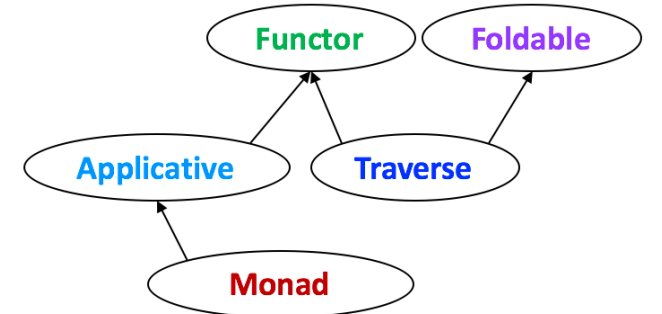 Functor
Foldable
Applicative
Traverse
Monad